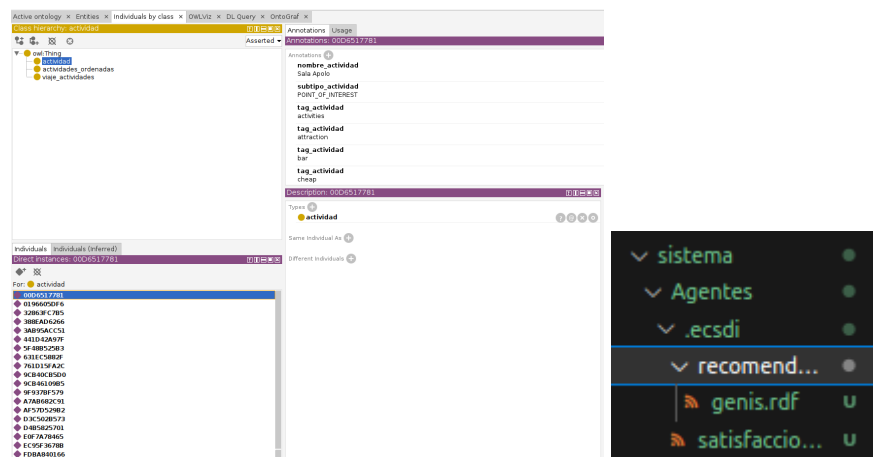 Active ontology × Entities × Individuals by class × OWLViz × DL Query × OntoGraf ×
Class hierarchy: actividad
Asserted
owl:Thing
actividad
actividades_ordenadas
viaje_actividades
Individuals Individuals (Inferred)
Direct Instances: 00D6517781
For: actividad
00D6517781
0196605DF6
32863FC7B5
388EAD6266
3AB95ACC51
441D42A97F
5F48B525B3
631EC5882F
761D15FA2C
9CB40CB5D0
9CB46109B5
9F937BF579
A7AB682C91
AF57D529B2
D3C502B573
D4B5825701
E0F7A78465
EC95F3678B
FDBA840166
Annotations Usage
Annotations: 00D6517781
Annotations
nombre_actividad
Sala Apolo
subtipo_actividad
POINT_OF_INTEREST
tag_actividad
activities
tag_actividad
attraction
tag_actividad
bar
tag_actividad
cheap
Description: 00D6517781
Types
actividad
Same Individual As
Different Individuals
sistema
Agentes
.ecsdi
recomend...
genis.rdf U
satisfaccio... U